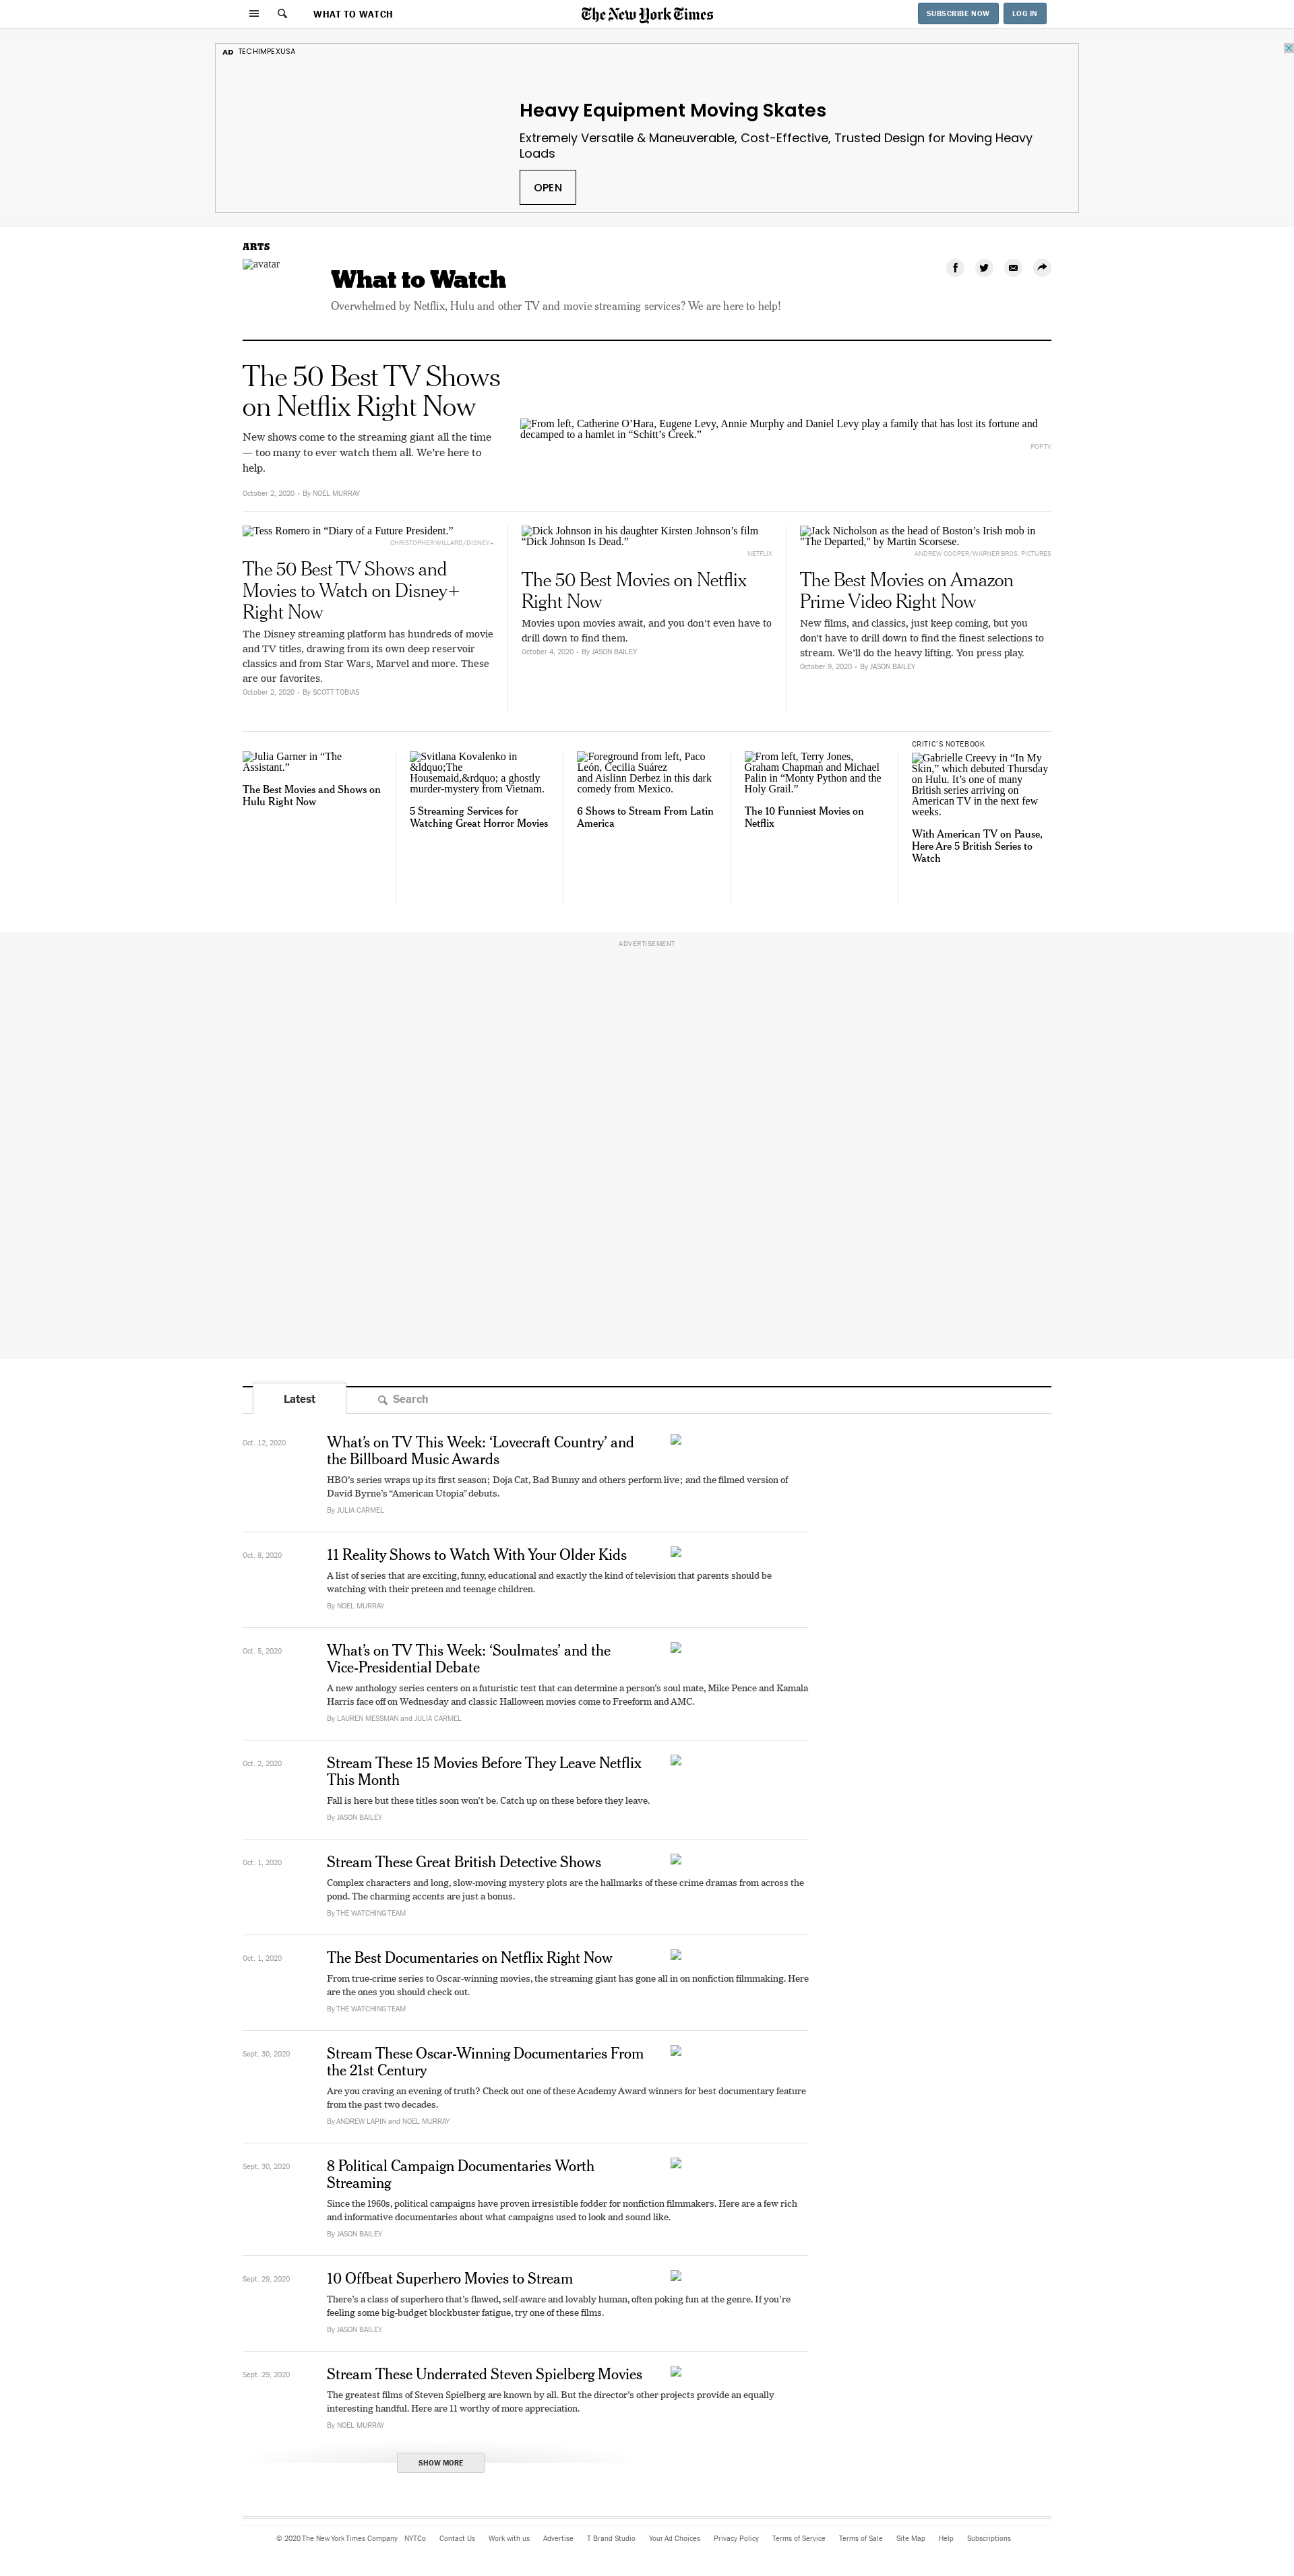 WHAT TO WATCH
The New York Times
SUBSCRIBE NOW
LOG IN
AD TECHIMPEXUSA
Heavy Equipment Moving Skates
Extremely Versatile & Maneuverable, Cost-Effective, Trusted Design for Moving Heavy
Loads
OPEN
ARTS
avatar
What to Watch
Overwhelmed by Netflix, Hulu and other TV and movie streaming services? We are here to help!
The 50 Best TV Shows
on Netflix Right Now
New shows come to the streaming giant all the time
— too many to ever watch them all. We’re here to
help.
October 2, 2020 • By NOEL MURRAY
From left, Catherine O’Hara, Eugene Levy, Annie Murphy and Daniel Levy play a family that has lost its fortune and
decamped to a hamlet in “Schitt’s Creek.”
POP TV
Tess Romero in “Diary of a Future President.”
CHRISTOPHER WILLARD/DISNEY+
The 50 Best TV Shows and
Movies to Watch on Disney+
Right Now
The Disney streaming platform has hundreds of movie
and TV titles, drawing from its own deep reservoir
classics and from Star Wars, Marvel and more. These
are our favorites.
October 2, 2020 • By SCOTT TOBIAS
Dick Johnson in his daughter Kirsten Johnson’s film
“Dick Johnson Is Dead.”
NETFLIX
The 50 Best Movies on Netflix
Right Now
Movies upon movies await, and you don’t even have to
drill down to find them.
October 4, 2020 • By JASON BAILEY
Jack Nicholson as the head of Boston’s Irish mob in
"The Departed," by Martin Scorsese.
ANDREW COOPER/WARNER BROS. PICTURES
The Best Movies on Amazon
Prime Video Right Now
New films, and classics, just keep coming, but you
don’t have to drill down to find the finest selections to
stream. We’ll do the heavy lifting. You press play.
October 9, 2020 • By JASON BAILEY
Julia Garner in “The
Assistant.”
The Best Movies and Shows on
Hulu Right Now
Svitlana Kovalenko in
&ldquo;The
Housemaid,&rdquo; a ghostly
murder-mystery from Vietnam.
5 Streaming Services for
Watching Great Horror Movies
Foreground from left, Paco
León, Cecilia Suárez
and Aislinn Derbez in this dark
comedy from Mexico.
6 Shows to Stream From Latin
America
From left, Terry Jones,
Graham Chapman and Michael
Palin in “Monty Python and the
Holy Grail.”
The 10 Funniest Movies on
Netflix
CRITIC’S NOTEBOOK
Gabrielle Creevy in “In My
Skin,” which debuted Thursday
on Hulu. It’s one of many
British series arriving on
American TV in the next few
weeks.
With American TV on Pause,
Here Are 5 British Series to
Watch
ADVERTISEMENT
Latest
Search
Oct. 12, 2020
What’s on TV This Week: ‘Lovecraft Country’ and
the Billboard Music Awards
HBO’s series wraps up its first season; Doja Cat, Bad Bunny and others perform live; and the filmed version of
David Byrne’s “American Utopia” debuts.
By JULIA CARMEL
Oct. 8, 2020
11 Reality Shows to Watch With Your Older Kids
A list of series that are exciting, funny, educational and exactly the kind of television that parents should be
watching with their preteen and teenage children.
By NOEL MURRAY
Oct. 5, 2020
What’s on TV This Week: ‘Soulmates’ and the
Vice-Presidential Debate
A new anthology series centers on a futuristic test that can determine a person’s soul mate, Mike Pence and Kamala
Harris face off on Wednesday and classic Halloween movies come to Freeform and AMC.
By LAUREN MESSMAN and JULIA CARMEL
Oct. 2, 2020
Stream These 15 Movies Before They Leave Netflix
This Month
Fall is here but these titles soon won’t be. Catch up on these before they leave.
By JASON BAILEY
Oct. 1, 2020
Stream These Great British Detective Shows
Complex characters and long, slow-moving mystery plots are the hallmarks of these crime dramas from across the
pond. The charming accents are just a bonus.
By THE WATCHING TEAM
Oct. 1, 2020
The Best Documentaries on Netflix Right Now
From true-crime series to Oscar-winning movies, the streaming giant has gone all in on nonfiction filmmaking. Here
are the ones you should check out.
By THE WATCHING TEAM
Sept. 30, 2020
Stream These Oscar-Winning Documentaries From
the 21st Century
Are you craving an evening of truth? Check out one of these Academy Award winners for best documentary feature
from the past two decades.
By ANDREW LAPIN and NOEL MURRAY
Sept. 30, 2020
8 Political Campaign Documentaries Worth
Streaming
Since the 1960s, political campaigns have proven irresistible fodder for nonfiction filmmakers. Here are a few rich
and informative documentaries about what campaigns used to look and sound like.
By JASON BAILEY
Sept. 29, 2020
10 Offbeat Superhero Movies to Stream
There’s a class of superhero that’s flawed, self-aware and lovably human, often poking fun at the genre. If you’re
feeling some big-budget blockbuster fatigue, try one of these films.
By JASON BAILEY
Sept. 29, 2020
Stream These Underrated Steven Spielberg Movies
The greatest films of Steven Spielberg are known by all. But the director’s other projects provide an equally
interesting handful. Here are 11 worthy of more appreciation.
By NOEL MURRAY
SHOW MORE
© 2020 The New York Times Company NYTCo Contact Us Work with us Advertise T Brand Studio Your Ad Choices Privacy Policy Terms of Service Terms of Sale Site Map Help Subscriptions